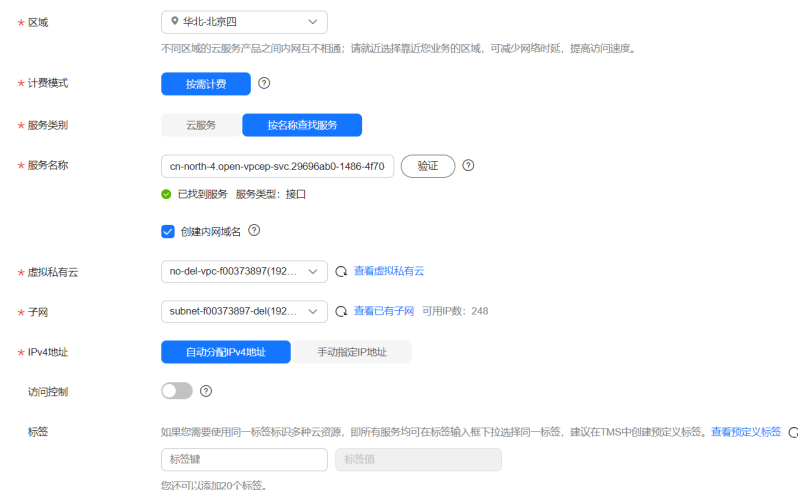 * 区域 华北-北京四
不同区域的云服务产品之间内网互不相通；请就近选择靠近您业务的区域，可减少网络时延，提高访问速度。
* 计费模式 按需计费
* 服务类别 云服务 按名称查找服务
* 服务名称 cn-north-4.open-vpcep-svc.29696ab0-1486-4f70 验证
已找到服务 服务类型：接口
创建内网域名
* 虚拟私有云 no-del-vpc-f00373897(192... 查看虚拟私有云
* 子网 subnet-f00373897-del(192... 查看已有子网 可用IP数：248
* IPv4地址 自动分配IPv4地址 手动指定IP地址
访问控制
标签 如果您需要使用同一标签标识多种云资源，即所有服务均可在标签输入框下拉选择同一标签，建议在TMS中创建预定义标签。查看预定义标签
标签键 标签值
您还可以添加20个标签。